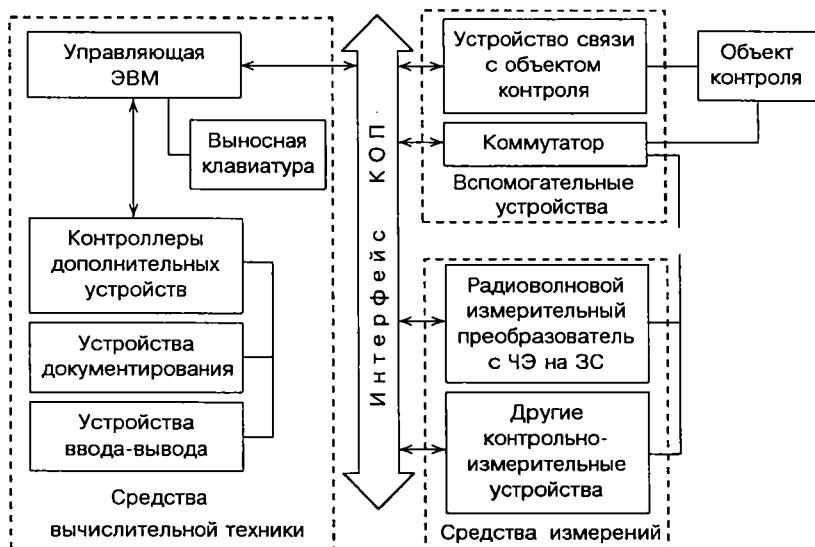 Управляющая
ЭВМ
Выносная
клавиатура
Контроллеры
дополнительных
устройств
Устройства
документирования
Устройства
ввода-вывода
Средства
вычислительной техники
Интерфейс КОП
Устройство связи
с объектом
контроля
Коммутатор
Вспомогательные
устройства
Объект
контроля
Радиоволновой
измерительный
преобразователь
с ЧЭ на ЗС
Другие
контрольно-
измерительные
устройства
Средства измерений